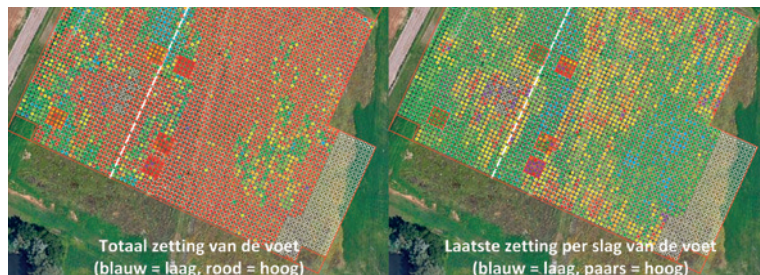 Totaal zetting van de voet
(blauw = laag, rood = hoog)
Laatste zetting per slag van de voet
(blauw = laag, paars = hoog)